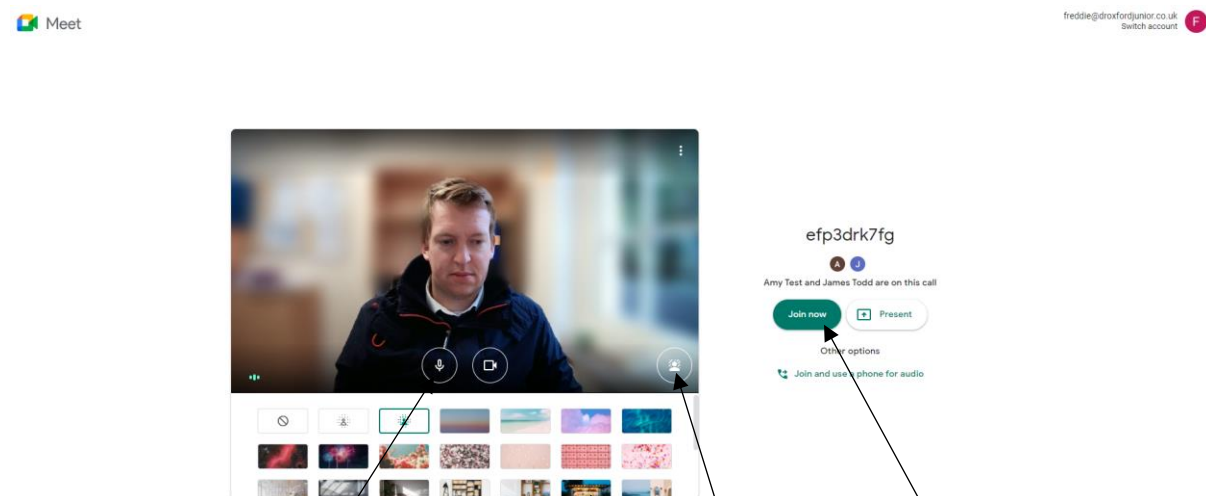 Meet
freddie@droxfordjunior.co.uk
Switch account
F
efp3drk7fg
A J
Amy Test and James Todd are on this call
Join now
Present
Other options
Join and use a phone for audio